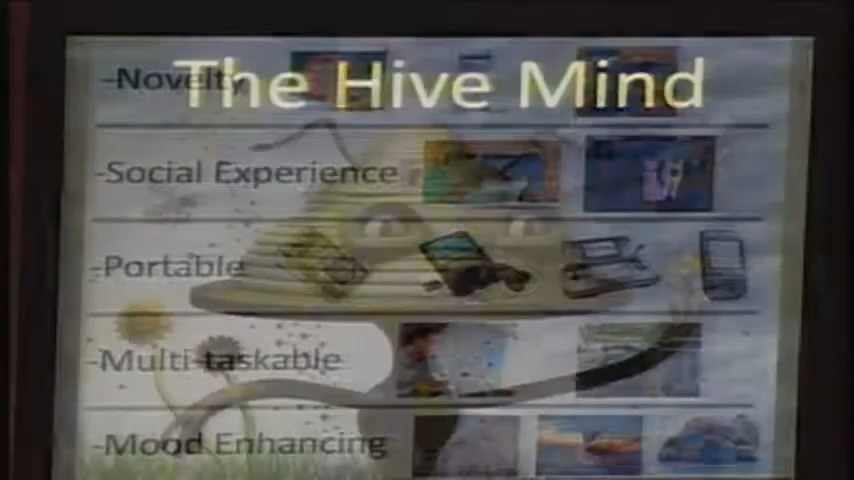 The Hive Mind
-Novelty
-Social Experience
-Portable
-Multi-taskable
-Mood Enhancing